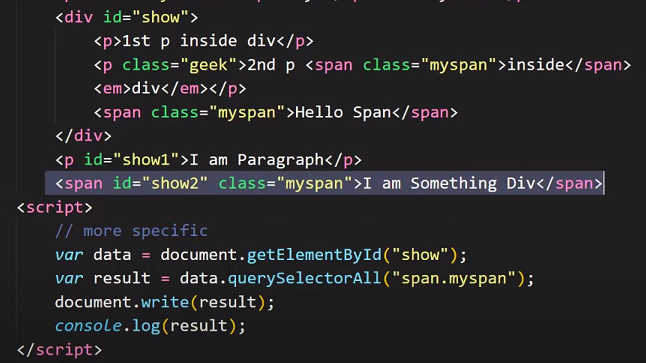 <div id="show">
<p>1st p inside div</p>
<p class="geek">2nd p <span class="myspan">inside</span>
<em>div</em></p>
<span class="myspan">Hello Span</span>
</div>
<p id="show1">I am Paragraph</p>
<span id="show2" class="myspan">I am Something Div</span>
<script>
// more specific
var data = document.getElementById("show");
var result = data.querySelectorAll("span.myspan");
document.write(result);
console.log(result);
</script>